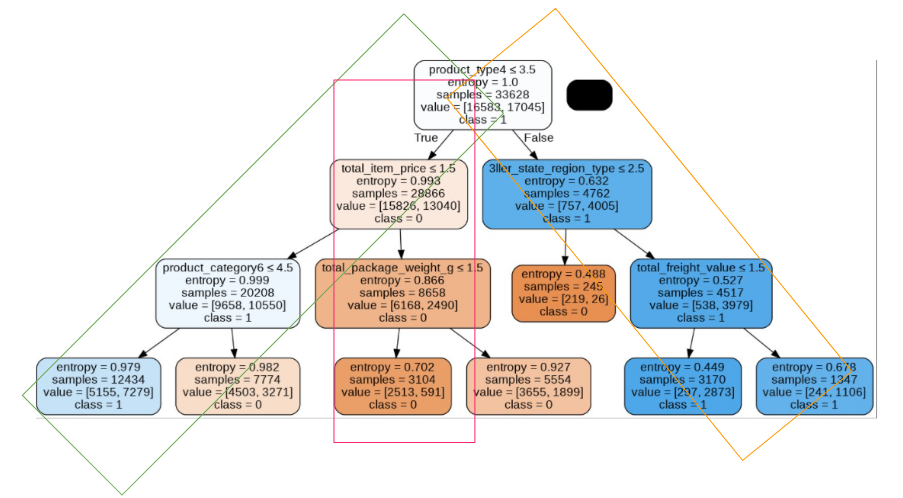 product_type4 ≤ 3.5
entropy = 1.0
samples = 33628
value = [16583, 17045]
class = 1
True
False
total_item_price ≤ 1.5
entropy = 0.993
samples = 28866
value = [15826, 13040]
class = 0
3ller_state_region_type ≤ 2.5
entropy = 0.632
samples = 4762
value = [757, 4005]
class = 1
product_category6 ≤ 4.5
entropy = 0.999
samples = 20208
value = [9658, 10550]
class = 1
total_package_weight_g ≤ 1.5
entropy = 0.866
samples = 8658
value = [6168, 2490]
class = 0
entropy = 0.488
samples = 245
value = [219, 26]
class = 0
total_freight_value ≤ 1.5
entropy = 0.527
samples = 4517
value = [538, 3979]
class = 1
entropy = 0.979
samples = 12434
value = [5155, 7279]
class = 1
entropy = 0.982
samples = 7774
value = [4503, 3271]
class = 0
entropy = 0.702
samples = 3104
value = [2513, 591]
class = 0
entropy = 0.927
samples = 5554
value = [3655, 1899]
class = 0
entropy = 0.449
samples = 3170
value = [297, 2873]
class = 1
entropy = 0.678
samples = 1347
value = [241, 1106]
class = 1